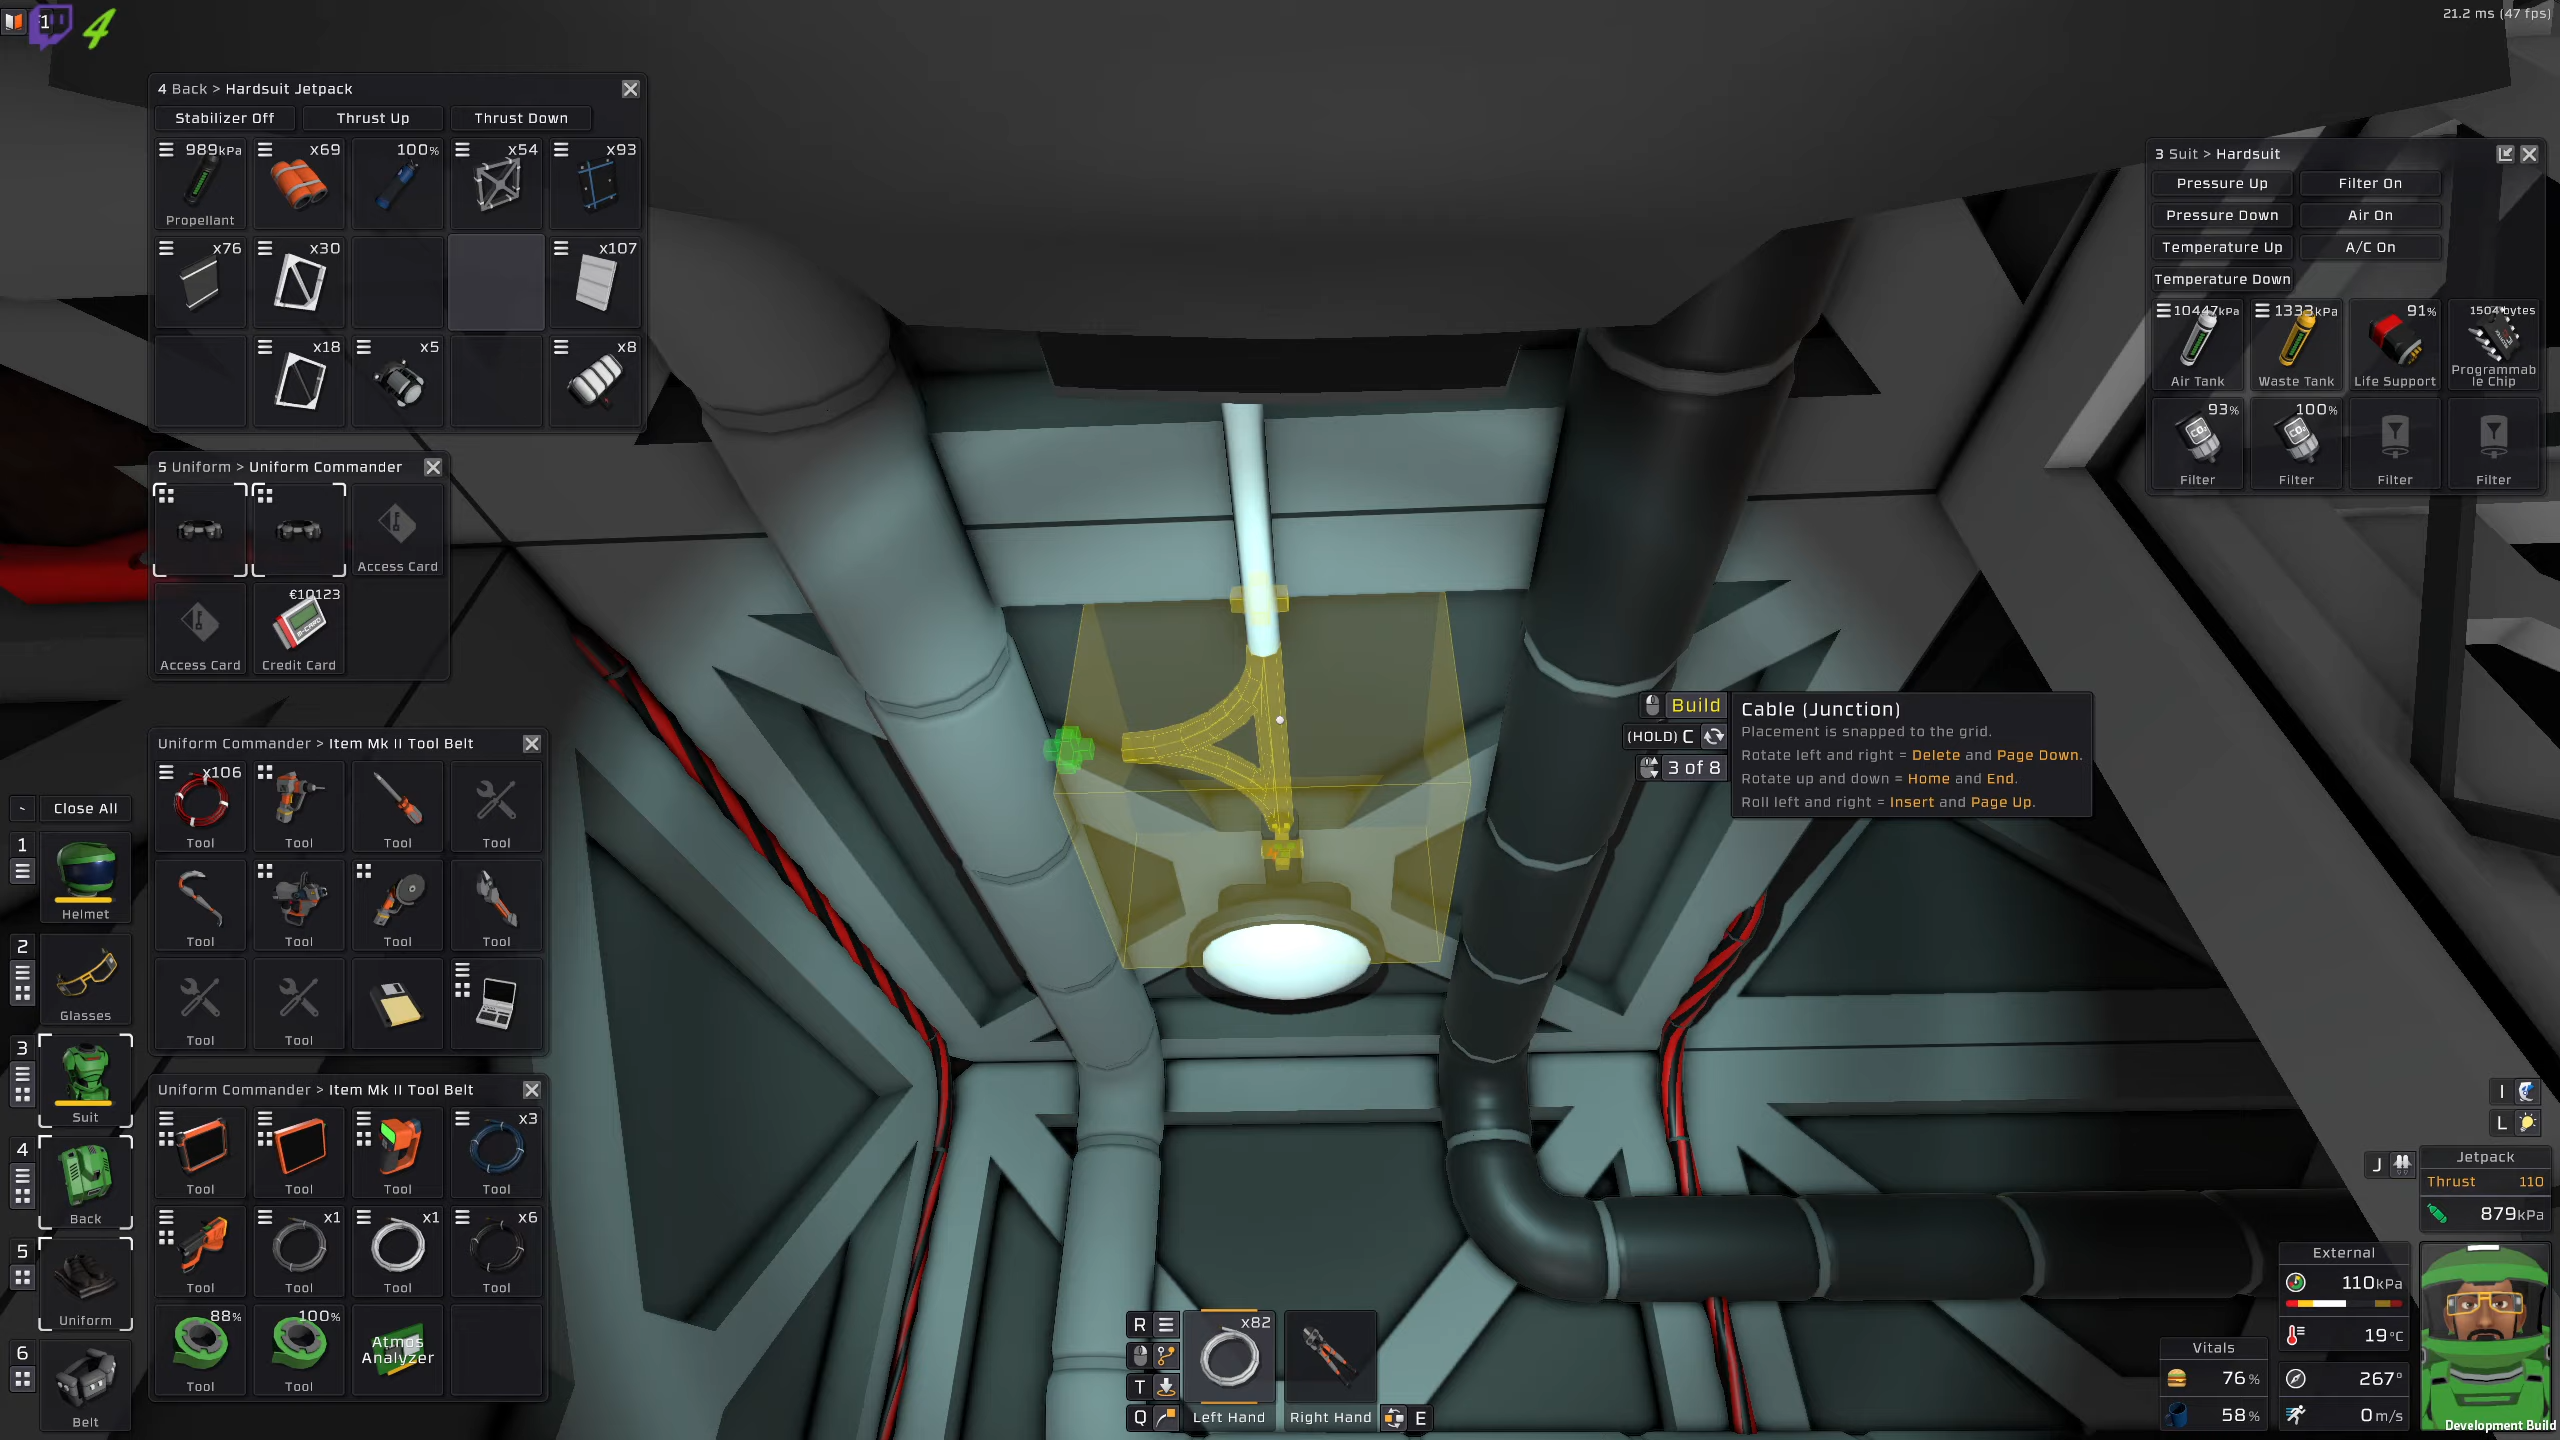 1
4
21.2 ms (47 fps)
4 Back > Hardsuit Jetpack
Stabilizer Off
Thrust Up
Thrust Down
989kPa
x69
100%
x54
x93
Propellant
x76
x30
x107
x18
x5
x8
5 Uniform > Uniform Commander
Access Card
€10123
Access Card
Credit Card
Uniform Commander > Item Mk II Tool Belt
x106
Tool
Tool
Tool
Tool
Tool
Tool
Tool
Tool
Tool
Tool
Tool
Tool
Uniform Commander > Item Mk II Tool Belt
x3
Tool
Tool
Tool
Tool
x1
x1
x6
Tool
Tool
Tool
Tool
88%
100%
Atmos
Analyzer
Tool
Tool
Tool
Close All
1
Helmet
2
Glasses
3
Suit
4
Back
5
Uniform
6
Belt
3 Suit > Hardsuit
Pressure Up
Filter On
Pressure Down
Air On
Temperature Up
A/C On
Temperature Down
10447kPa
1333kPa
91%
1504 bytes
Air Tank
Waste Tank
Life Support
Programmab
le Chip
93%
100%
CO₂
CO₂
Filter
Filter
Filter
Filter
Build
(HOLD) C
3 of 8
Cable (Junction)
Placement is snapped to the grid.
Rotate left and right = Delete and Page Down.
Rotate up and down = Home and End.
Roll left and right = Insert and Page Up.
R
T
Q
x82
Left Hand
Right Hand
E
I
L
J
Jetpack
Thrust 110
879kPa
External
110kPa
19°C
267°
0m/s
Vitals
76%
58%
Development Build